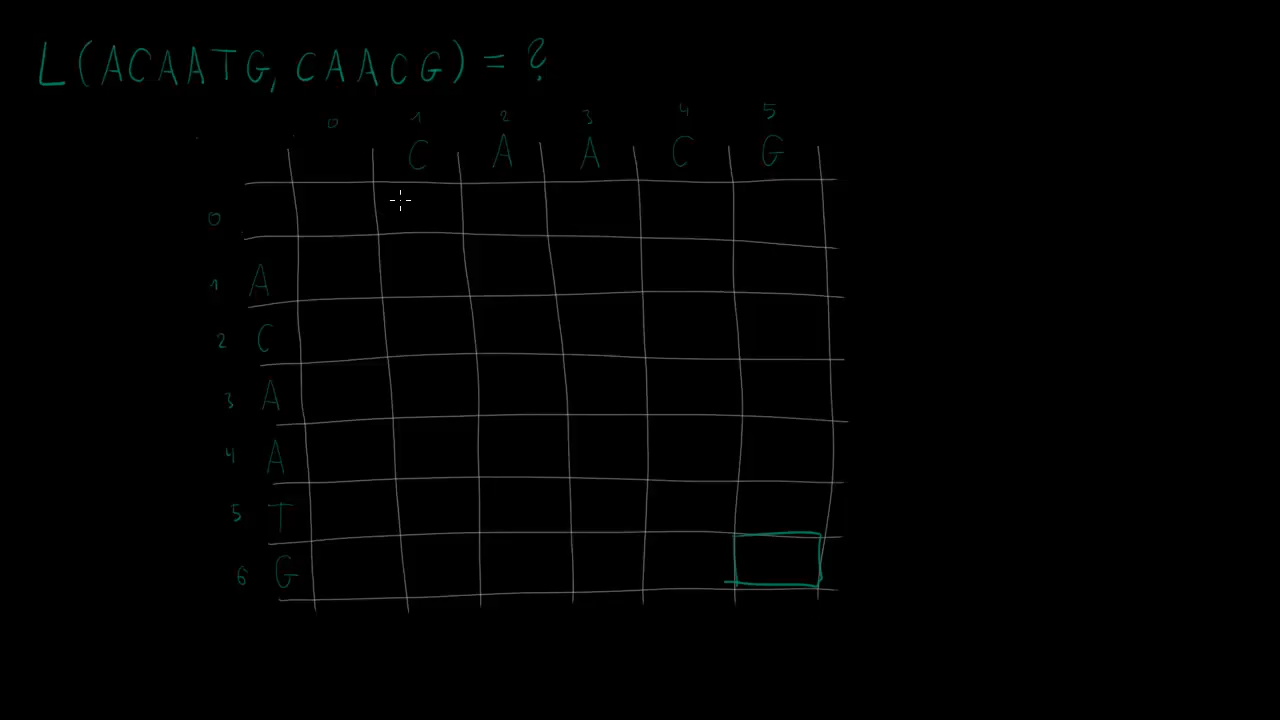 L(ACAATG, CAACG) = ?
0 1 2 3 4 5
C A A C G
0
1 A
2 C
3 A
4 A
5 T
6 G